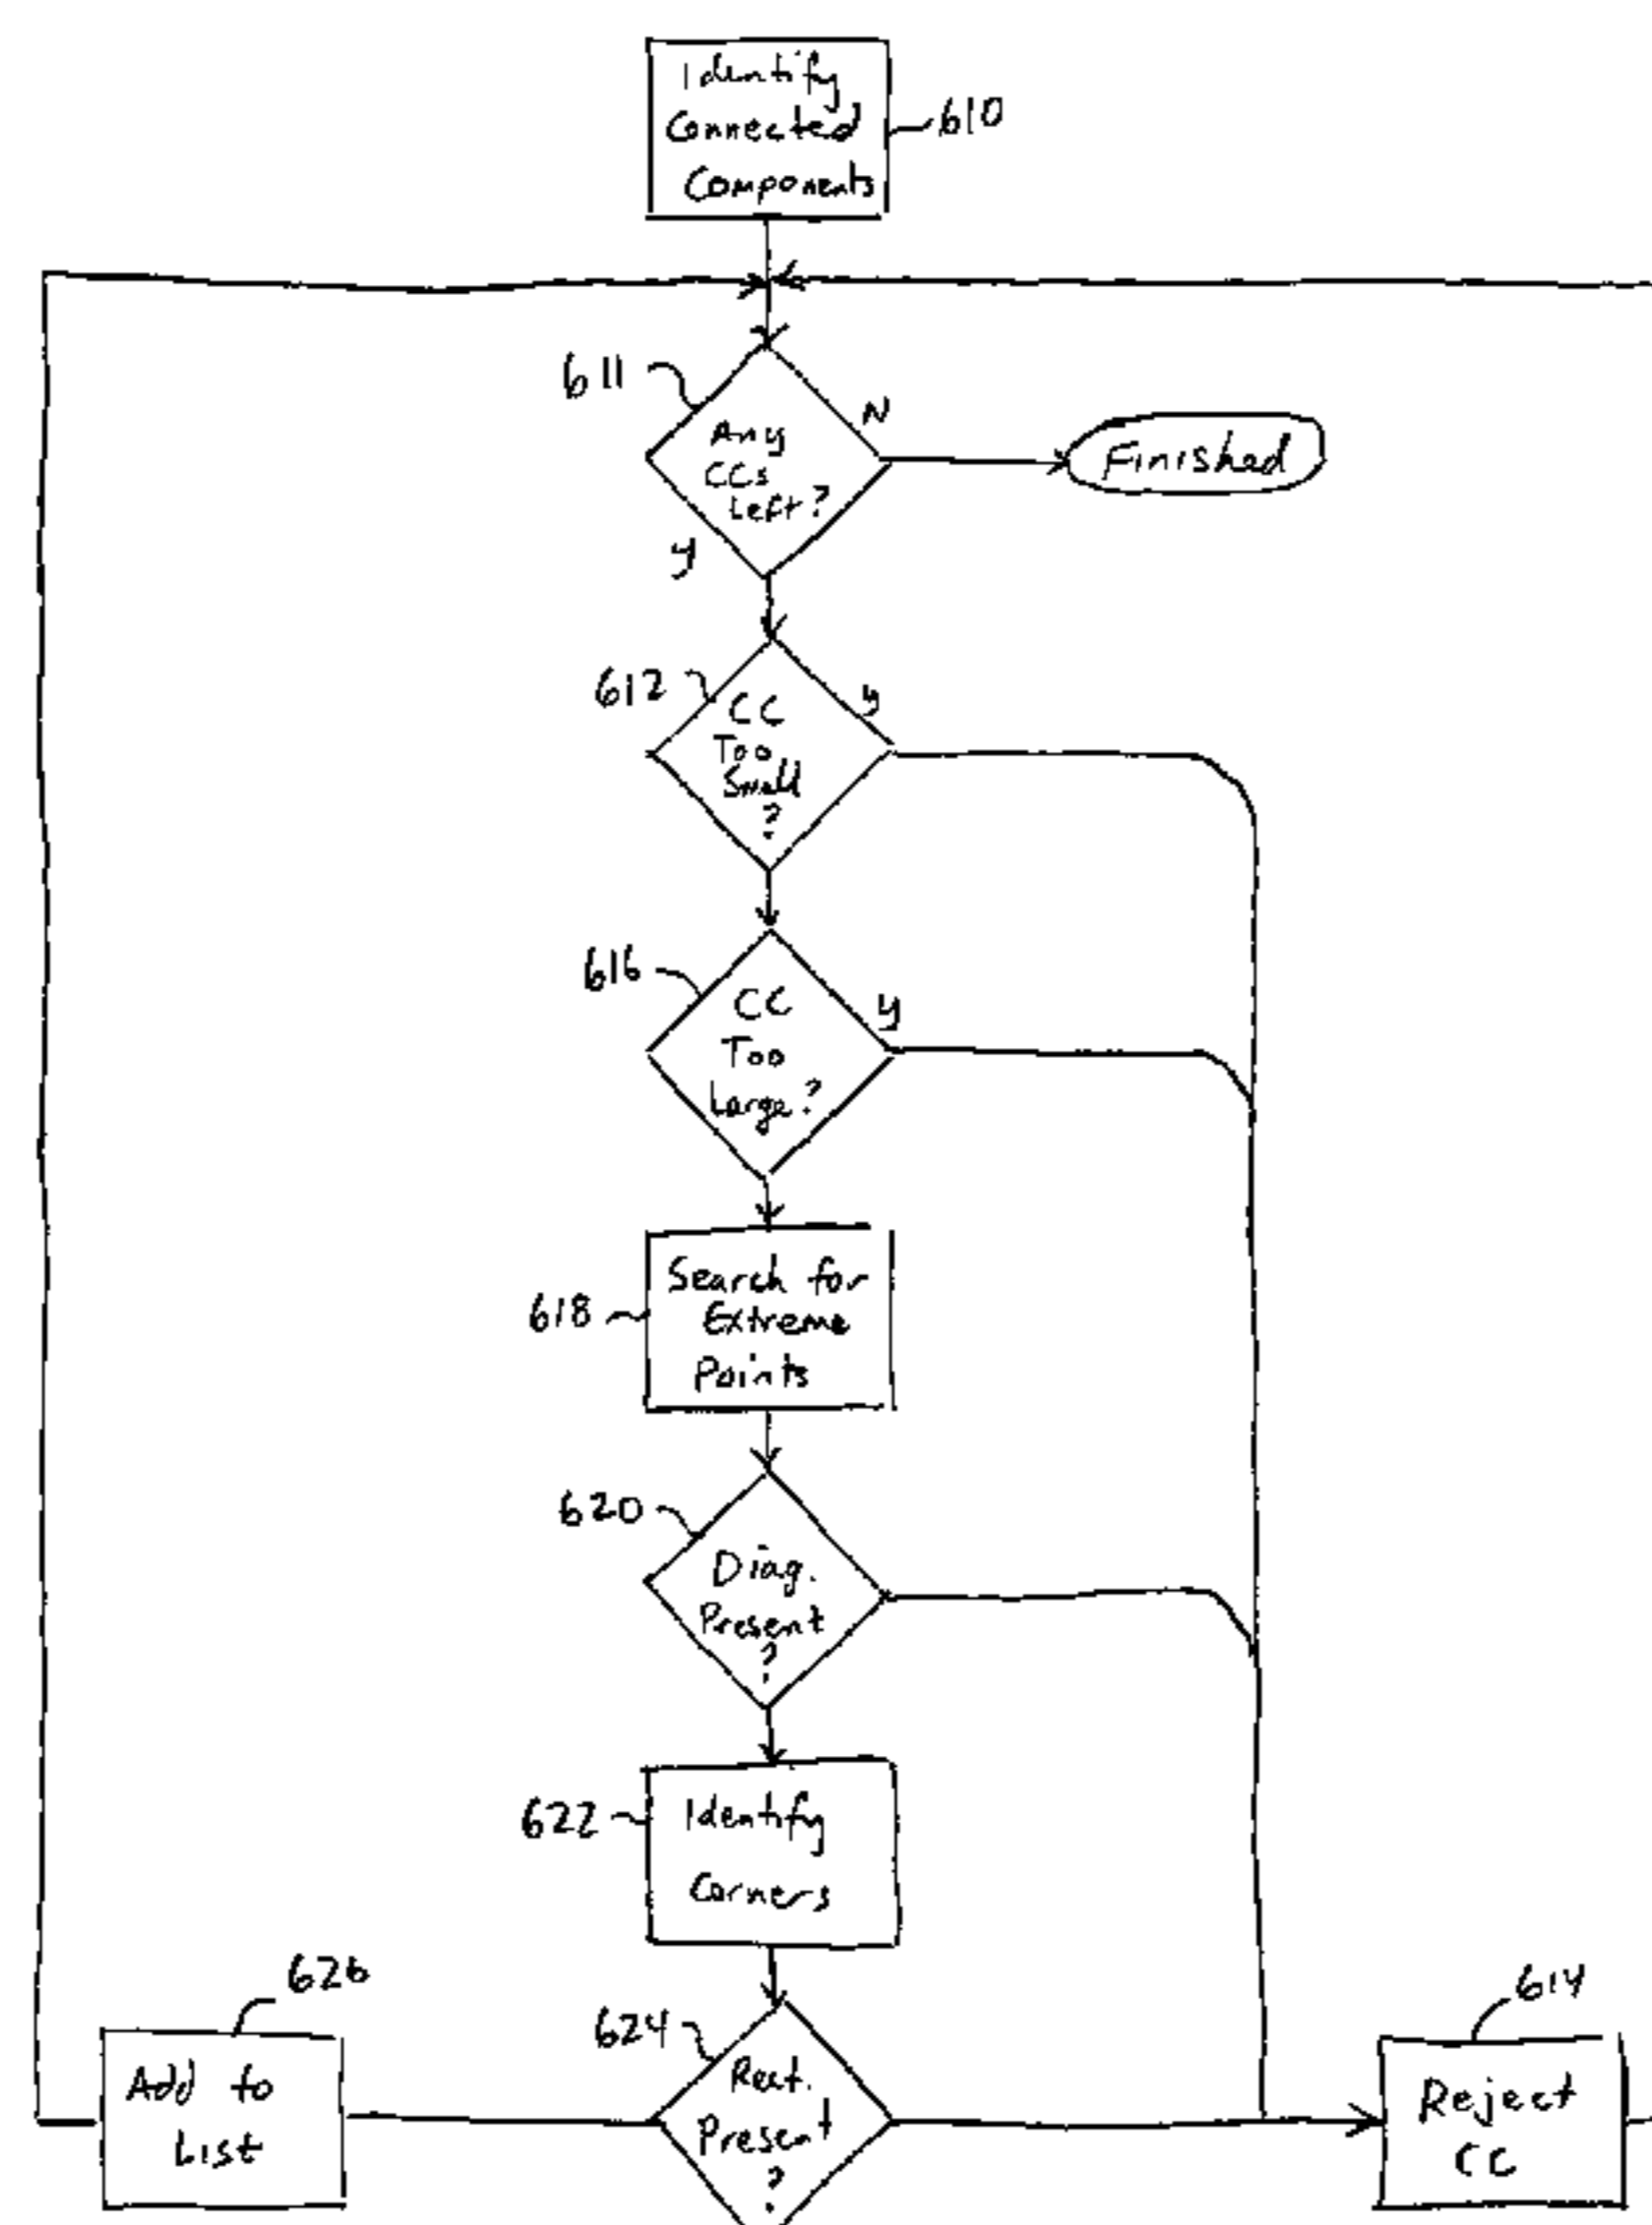 Identify
Connected
Components
610
611
N
Any
CCs
Left?
Finished
Y
612
Y
CC
Too
Small
?
616
Y
CC
Too
Large?
618
Search for
Extreme
Points
620
Diag.
Present
?
622
Identify
Corners
626
624
614
Add to
List
Rect.
Present
?
Reject
CC